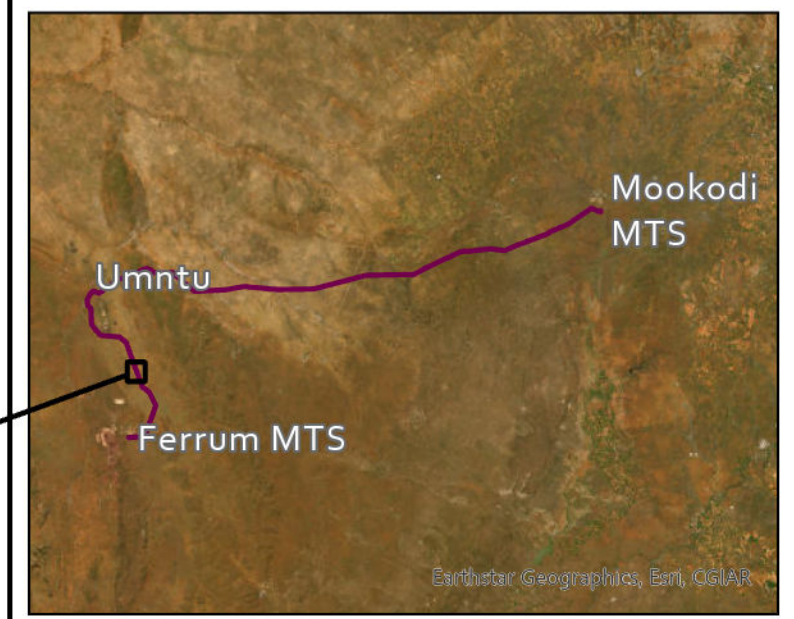 Mookodi
MTS
Umntu
Ferrum MTS
Earthstar Geographics, Esri, CGIAR